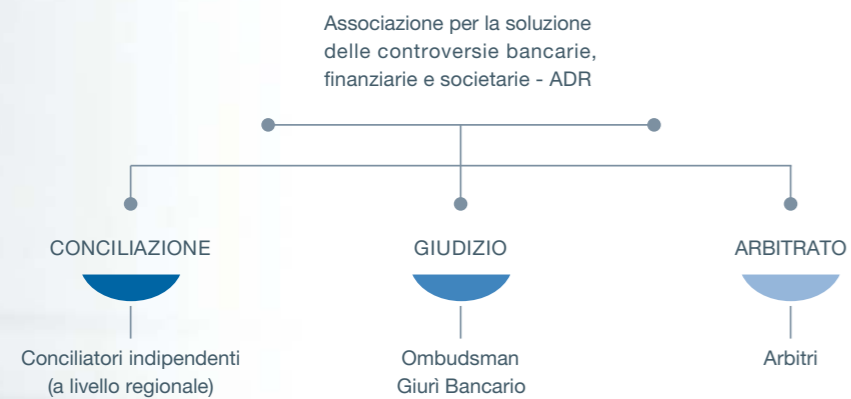 Associazione per la soluzione
delle controversie bancarie,
finanziarie e societarie - ADR
CONCILIAZIONE
GIUDIZIO
ARBITRATO
Conciliatori indipendenti
(a livello regionale)
Ombudsman
Giurì Bancario
Arbitri